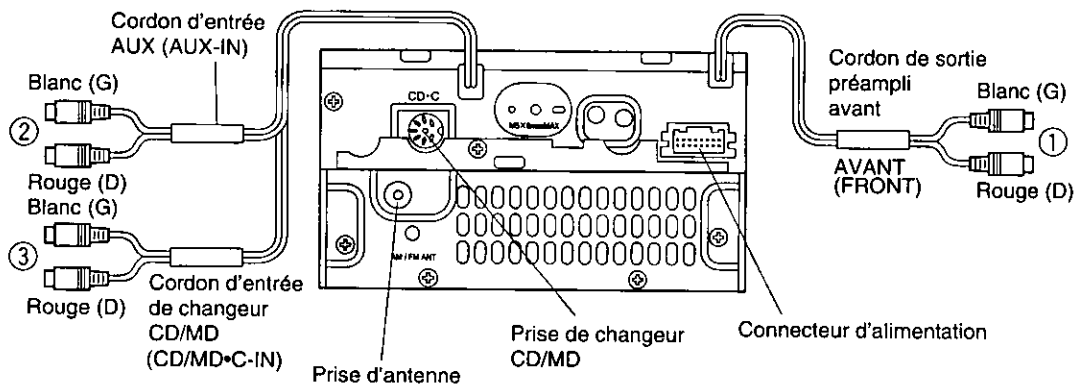 Cordon d'entrée
AUX (AUX-IN)
Blanc (G)
②
Rouge (D)
Blanc (G)
③
Rouge (D)
Cordon d'entrée
de changeur
CD/MD
(CD/MD•C-IN)
CD•C
AM / FM ANT
Prise d'antenne
Prise de changeur
CD/MD
Connecteur d'alimentation
Cordon de sortie
préampli
avant
Blanc (G)
①
AVANT
(FRONT)
Rouge (D)